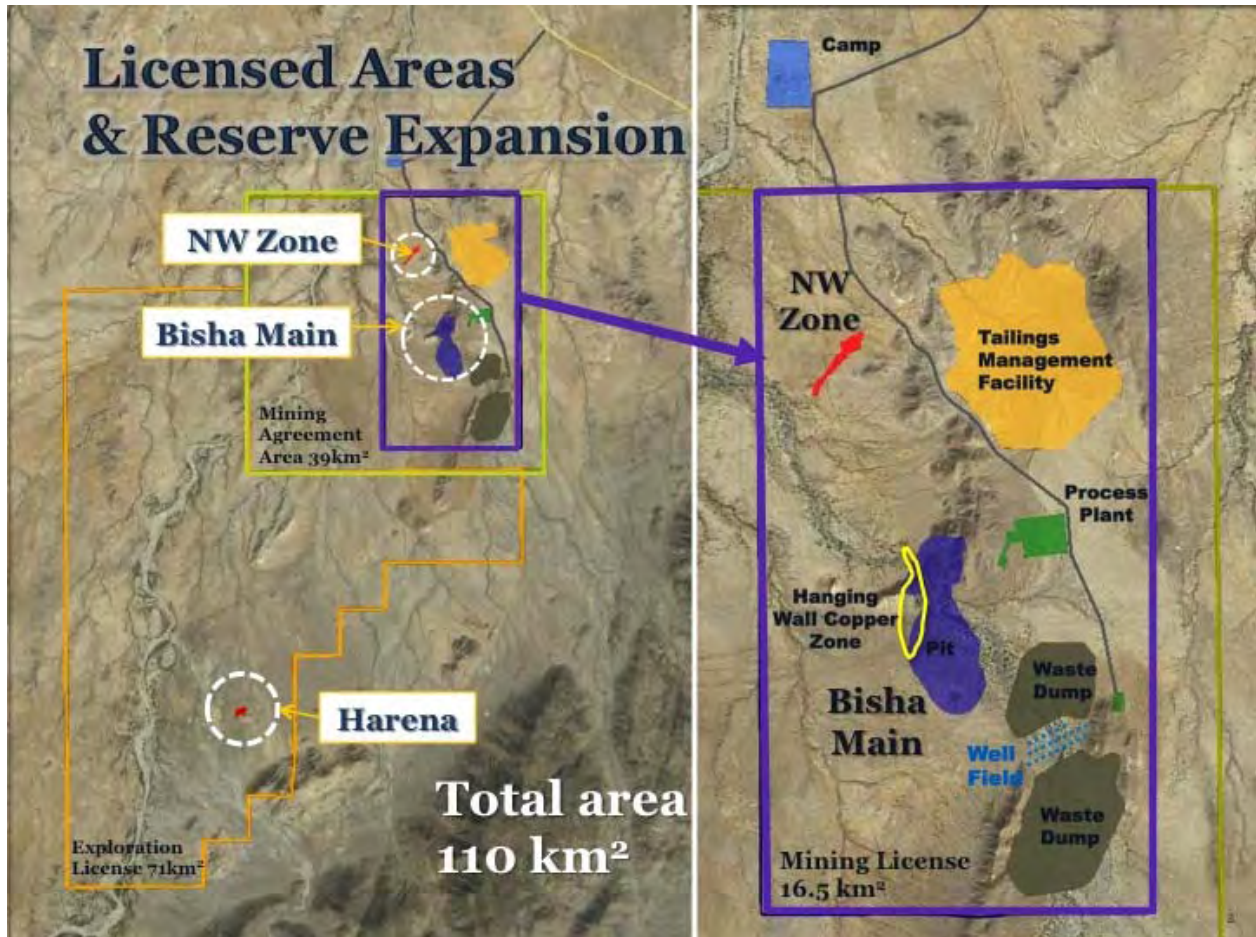 Licensed Areas
& Reserve Expansion
NW Zone
Bisha Main
Mining
Agreement
Area 39km²
Harena
Total area
110 km²
Exploration
License 71km²
Camp
NW
Zone
Tailings
Management
Facility
Process
Plant
Hanging
Wall Copper
Zone
Pit
Bisha
Main
Waste
Dump
Well
Field
Waste
Dump
Mining License
16.5 km²